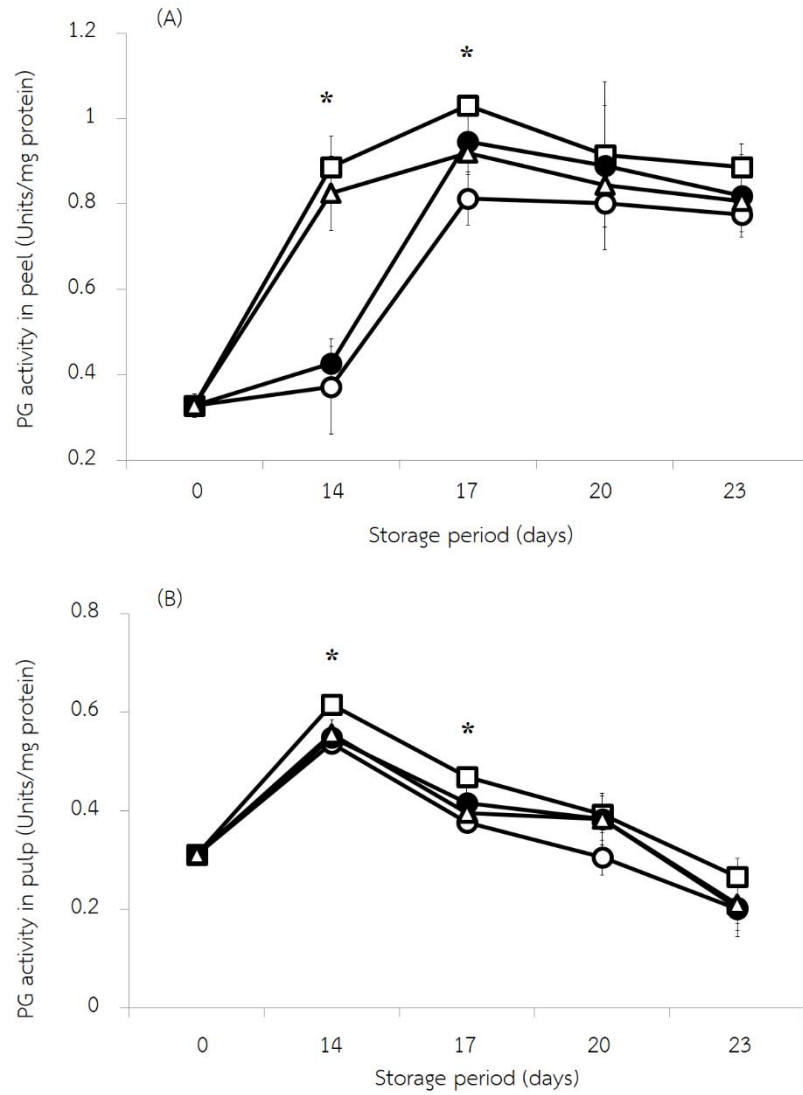 (A)
*
*
PG activity in peel (Units/mg protein)
1.2
1
0.8
0.6
0.4
0.2
0 14 17 20 23
Storage period (days)
(B)
*
*
PG activity in pulp (Units/mg protein)
0.8
0.6
0.4
0.2
0
0 14 17 20 23
Storage period (days)